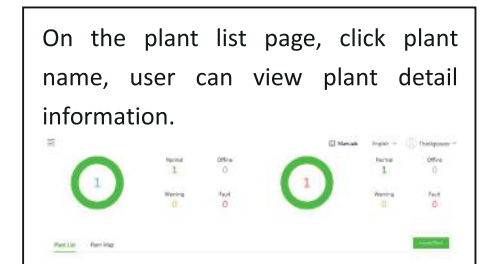 On the plant list page, click plant
name, user can view plant detail
information.
Manuals English Thinkpower
Normal Offline Normal Offline
1 1 0 1 1 0
Warning Fault Warning Fault
0 0 0 0
Plant List Plant Map